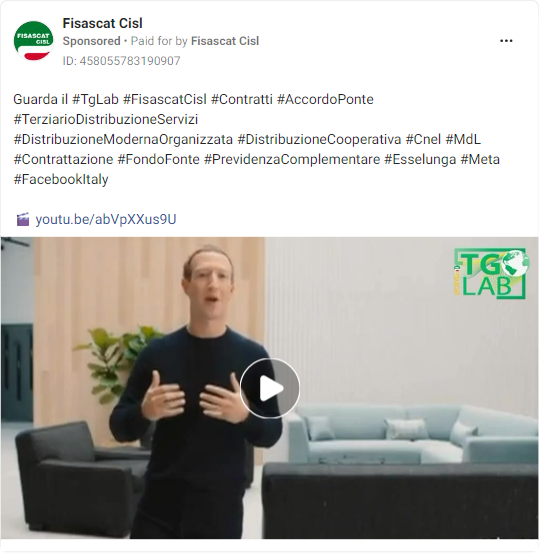 FISASCAT
CISL
Fisascat Cisl
Sponsored • Paid for by Fisascat Cisl
ID: 458055783190907
Guarda il #TgLab #FisascatCisl #Contratti #AccordoPonte
#TerziarioDistribuzioneServizi
#DistribuzioneModernaOrganizzata #DistribuzioneCooperativa #Cnel #MdL
#Contrattazione #FondoFonte #PrevidenzaComplementare #Esselunga #Meta
#FacebookItaly
🎬 youtu.be/abVpXXus9U
TG
LAB